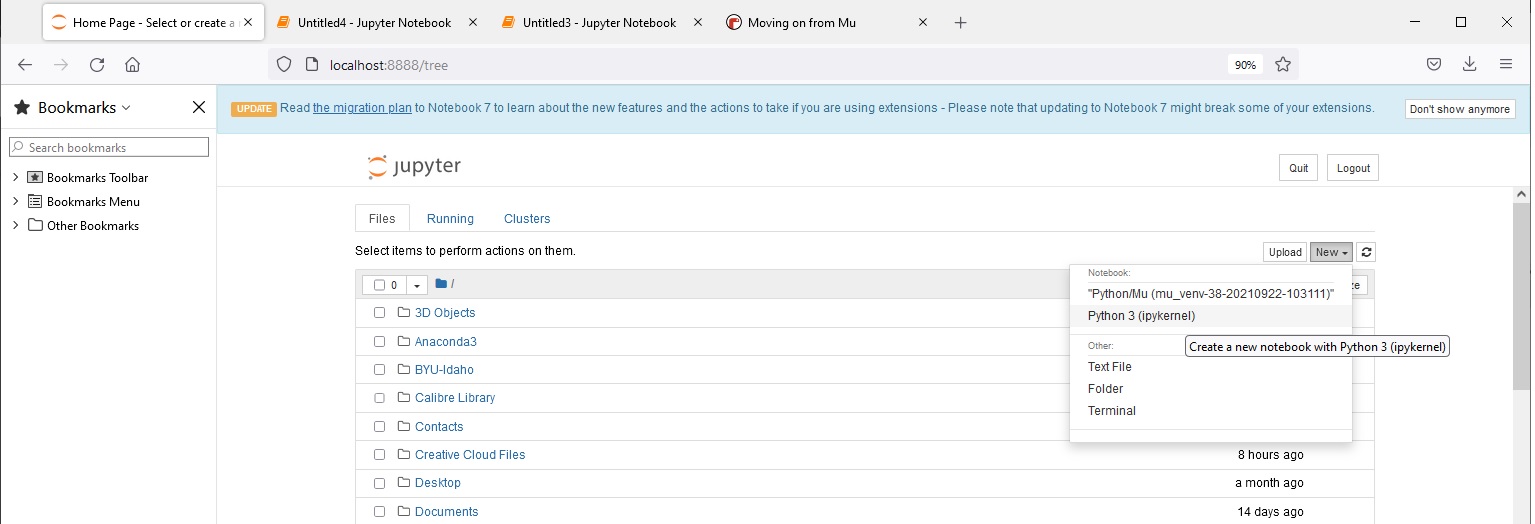 Home Page - Select or create a
Untitled4 - Jupyter Notebook
Untitled3 - Jupyter Notebook
Moving on from Mu
localhost:8888/tree
90%
Bookmarks
Search bookmarks
Bookmarks Toolbar
Bookmarks Menu
Other Bookmarks
UPDATE Read the migration plan to Notebook 7 to learn about the new features and the actions to take if you are using extensions - Please note that updating to Notebook 7 might break some of your extensions.
Don't show anymore
jupyter
Quit
Logout
Files
Running
Clusters
Select items to perform actions on them.
Upload
New
0
/
Notebook:
"Python/Mu (mu_venv-38-20210922-103111)"
Python 3 (ipykernel)
Create a new notebook with Python 3 (ipykernel)
Other:
Text File
Folder
Terminal
3D Objects
Anaconda3
BYU-Idaho
Calibre Library
Contacts
Creative Cloud Files
8 hours ago
Desktop
a month ago
Documents
14 days ago